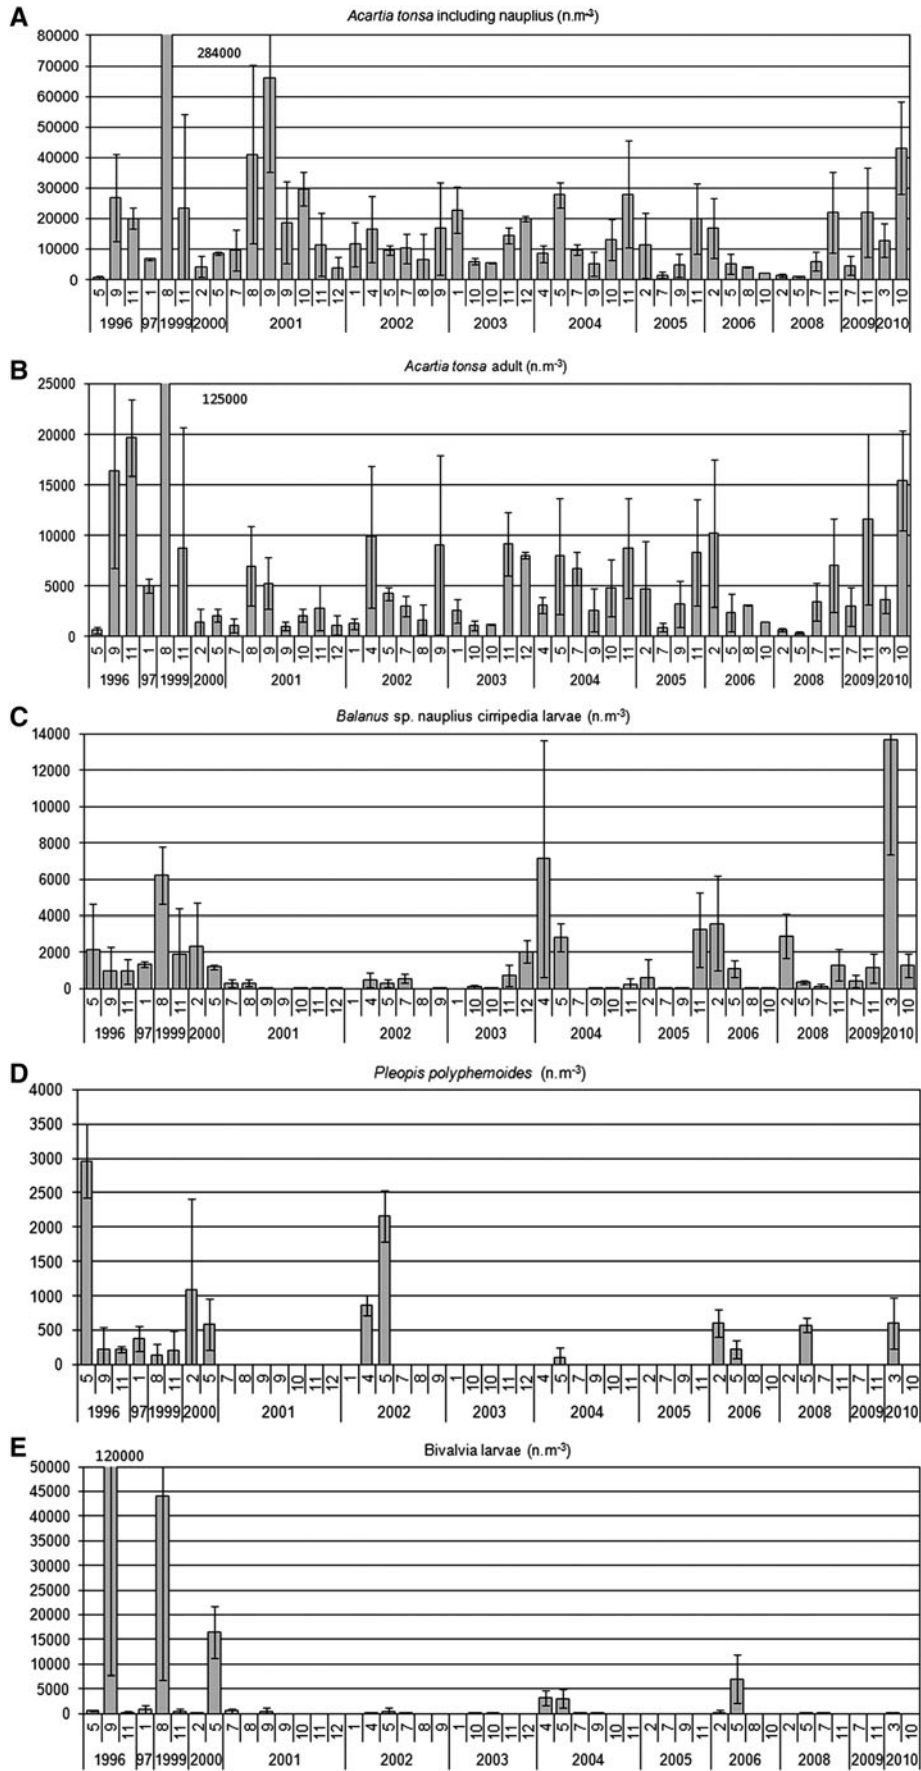 A
Acartia tonsa including nauplius (n.m-3)
284000
80000
70000
60000
50000
40000
30000
20000
10000
0
5 9 11 1 8 11 2 5 7 8 9 9 10 11 12 1 4 5 7 8 9 1 10 10 11 12 4 5 7 9 10 11 2 7 9 11 2 5 8 10 2 5 7 11 7 11 3 10
1996 97 1999 2000 2001 2002 2003 2004 2005 2006 2008 2009 2010
B
Acartia tonsa adult (n.m-3)
125000
25000
20000
15000
10000
5000
0
5 9 11 1 8 11 2 5 7 8 9 9 10 11 12 1 4 5 7 8 9 1 10 10 11 12 4 5 7 9 10 11 2 7 9 11 2 5 8 10 2 5 7 11 7 11 3 10
1996 97 1999 2000 2001 2002 2003 2004 2005 2006 2008 2009 2010
C
Balanus sp. nauplius cirripedia larvae (n.m-3)
14000
12000
10000
8000
6000
4000
2000
0
5 9 11 1 8 11 2 5 7 8 9 9 10 11 12 1 4 5 7 8 9 1 10 10 11 12 4 5 7 9 10 11 2 7 9 11 2 5 8 10 2 5 7 11 7 11 3 10
1996 97 1999 2000 2001 2002 2003 2004 2005 2006 2008 2009 2010
D
Pleopis polyphemoides (n.m-3)
4000
3500
3000
2500
2000
1500
1000
500
0
5 9 11 1 8 11 2 5 7 8 9 9 10 11 12 1 4 5 7 8 9 1 10 10 11 12 4 5 7 9 10 11 2 7 9 11 2 5 8 10 2 5 7 11 7 11 3 10
1996 97 1999 2000 2001 2002 2003 2004 2005 2006 2008 2009 2010
E
Bivalvia larvae (n.m-3)
120000
50000
45000
40000
35000
30000
25000
20000
15000
10000
5000
0
5 9 11 1 8 11 2 5 7 8 9 9 10 11 12 1 4 5 7 8 9 1 10 10 11 12 4 5 7 9 10 11 2 7 9 11 2 5 8 10 2 5 7 11 7 11 3 10
1996 97 1999 2000 2001 2002 2003 2004 2005 2006 2008 2009 2010